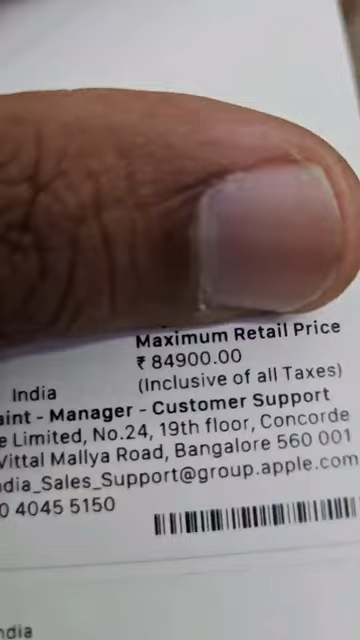 Maximum Retail Price
₹ 84900.00
India
(Inclusive of all Taxes)
aint - Manager - Customer Support
e Limited, No.24, 19th floor, Concorde
Vittal Mallya Road, Bangalore 560 001
ndia_Sales_Support@group.apple.com
0 4045 5150
ndia